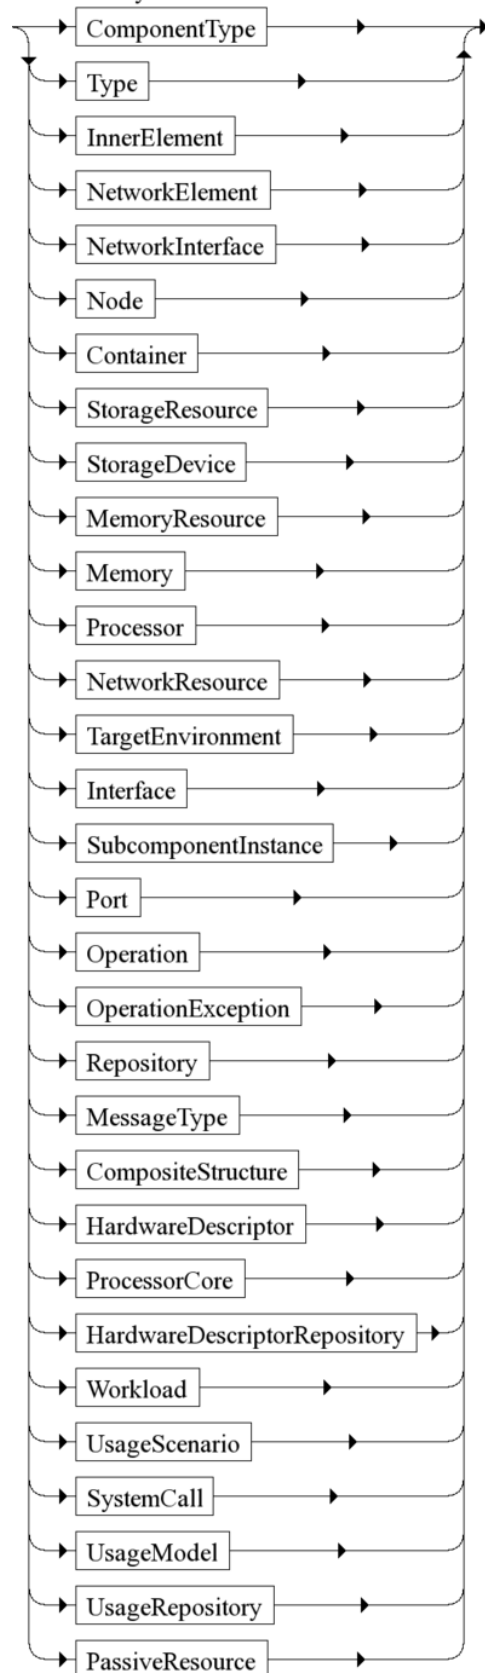 ComponentType
Type
InnerElement
NetworkElement
NetworkInterface
Node
Container
StorageResource
StorageDevice
MemoryResource
Memory
Processor
NetworkResource
TargetEnvironment
Interface
SubcomponentInstance
Port
Operation
OperationException
Repository
MessageType
CompositeStructure
HardwareDescriptor
ProcessorCore
HardwareDescriptorRepository
Workload
UsageScenario
SystemCall
UsageModel
UsageRepository
PassiveResource